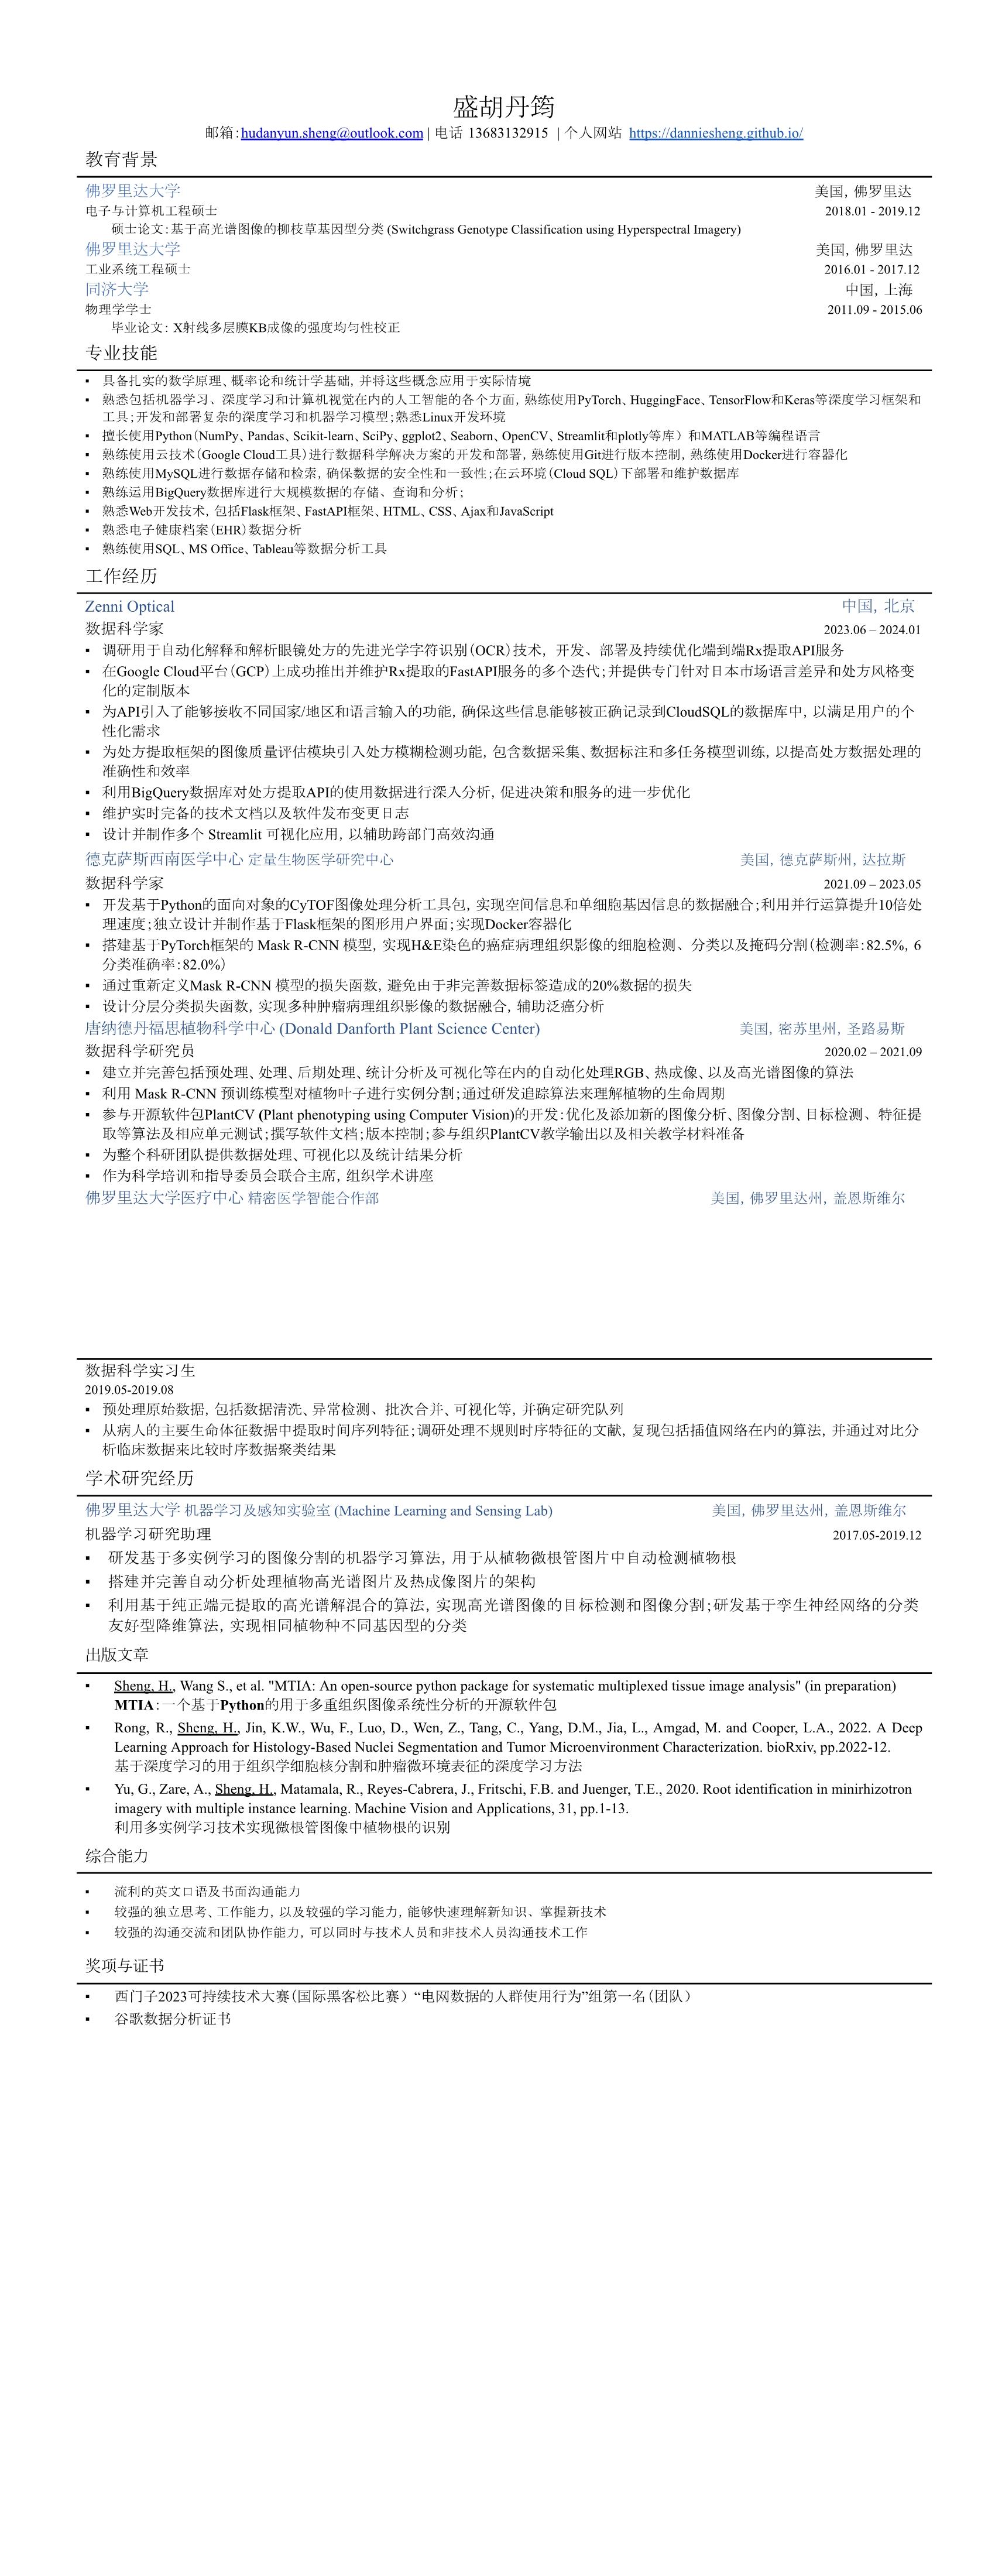 盛胡丹筠
邮箱:hudanyun.sheng@outlook.com | 电话 13683132915 | 个人网站 https://danniesheng.github.io/
教育背景
佛罗里达大学 美国, 佛罗里达
电子与计算机工程硕士 2018.01 - 2019.12
硕士论文: 基于高光谱图像的柳枝草基因型分类 (Switchgrass Genotype Classification using Hyperspectral Imagery)
佛罗里达大学 美国, 佛罗里达
工业系统工程硕士 2016.01 - 2017.12
同济大学 中国, 上海
物理学学士 2011.09 - 2015.06
毕业论文: X射线多层膜KB成像的强度均匀性校正
专业技能
▪ 具备扎实的数学原理、概率论和统计学基础, 并将这些概念应用于实际情境
▪ 熟悉包括机器学习、深度学习和计算机视觉在内的人工智能的各个方面, 熟练使用PyTorch、HuggingFace、TensorFlow和Keras等深度学习框架和
工具;开发和部署复杂的深度学习和机器学习模型;熟悉Linux开发环境
▪ 擅长使用Python(NumPy、Pandas、Scikit-learn、SciPy、ggplot2、Seaborn、OpenCV、Streamlit和plotly等库）和MATLAB等编程语言
▪ 熟练使用云技术(Google Cloud工具)进行数据科学解决方案的开发和部署, 熟练使用Git进行版本控制, 熟练使用Docker进行容器化
▪ 熟练使用MySQL进行数据存储和检索, 确保数据的安全性和一致性;在云环境(Cloud SQL)下部署和维护数据库
▪ 熟练运用BigQuery数据库进行大规模数据的存储、查询和分析;
▪ 熟悉Web开发技术, 包括Flask框架、FastAPI框架、HTML、CSS、Ajax和JavaScript
▪ 熟悉电子健康档案(EHR)数据分析
▪ 熟练使用SQL、MS Office、Tableau等数据分析工具
工作经历
Zenni Optical 中国, 北京
数据科学家 2023.06 – 2024.01
▪ 调研用于自动化解释和解析眼镜处方的先进光学字符识别(OCR)技术, 开发、部署及持续优化端到端Rx提取API服务
▪ 在Google Cloud平台(GCP)上成功推出并维护Rx提取的FastAPI服务的多个迭代;并提供专门针对日本市场语言差异和处方风格变
化的定制版本
▪ 为API引入了能够接收不同国家/地区和语言输入的功能, 确保这些信息能够被正确记录到CloudSQL的数据库中, 以满足用户的个
性化需求
▪ 为处方提取框架的图像质量评估模块引入处方模糊检测功能, 包含数据采集、数据标注和多任务模型训练, 以提高处方数据处理的
准确性和效率
▪ 利用BigQuery数据库对处方提取API的使用数据进行深入分析, 促进决策和服务的进一步优化
▪ 维护实时完备的技术文档以及软件发布变更日志
▪ 设计并制作多个 Streamlit 可视化应用, 以辅助跨部门高效沟通
德克萨斯西南医学中心 定量生物医学研究中心 美国, 德克萨斯州, 达拉斯
数据科学家 2021.09 – 2023.05
▪ 开发基于Python的面向对象的CyTOF图像处理分析工具包, 实现空间信息和单细胞基因信息的数据融合;利用并行运算提升10倍处
理速度;独立设计并制作基于Flask框架的图形用户界面;实现Docker容器化
▪ 搭建基于PyTorch框架的 Mask R-CNN 模型, 实现H&E染色的癌症病理组织影像的细胞检测、分类以及掩码分割(检测率:82.5%, 6
分类准确率:82.0%)
▪ 通过重新定义Mask R-CNN 模型的损失函数, 避免由于非完善数据标签造成的20%数据的损失
▪ 设计分层分类损失函数, 实现多种肿瘤病理组织影像的数据融合, 辅助泛癌分析
唐纳德丹福思植物科学中心 (Donald Danforth Plant Science Center) 美国, 密苏里州, 圣路易斯
数据科学研究员 2020.02 – 2021.09
▪ 建立并完善包括预处理、处理、后期处理、统计分析及可视化等在内的自动化处理RGB、热成像、以及高光谱图像的算法
▪ 利用 Mask R-CNN 预训练模型对植物叶子进行实例分割;通过研发追踪算法来理解植物的生命周期
▪ 参与开源软件包PlantCV (Plant phenotyping using Computer Vision)的开发:优化及添加新的图像分析、图像分割、目标检测、特征提
取等算法及相应单元测试;撰写软件文档;版本控制;参与组织PlantCV教学输出以及相关教学材料准备
▪ 为整个科研团队提供数据处理、可视化以及统计结果分析
▪ 作为科学培训和指导委员会联合主席, 组织学术讲座
佛罗里达大学医疗中心 精密医学智能合作部 美国, 佛罗里达州, 盖恩斯维尔
数据科学实习生
2019.05-2019.08
▪ 预处理原始数据, 包括数据清洗、异常检测、批次合并、可视化等, 并确定研究队列
▪ 从病人的主要生命体征数据中提取时间序列特征;调研处理不规则时序特征的文献, 复现包括插值网络在内的算法, 并通过对比分
析临床数据来比较时序数据聚类结果
学术研究经历
佛罗里达大学 机器学习及感知实验室 (Machine Learning and Sensing Lab) 美国, 佛罗里达州, 盖恩斯维尔
机器学习研究助理 2017.05-2019.12
▪ 研发基于多实例学习的图像分割的机器学习算法, 用于从植物微根管图片中自动检测植物根
▪ 搭建并完善自动分析处理植物高光谱图片及热成像图片的架构
▪ 利用基于纯正端元提取的高光谱解混合的算法, 实现高光谱图像的目标检测和图像分割;研发基于孪生神经网络的分类
友好型降维算法, 实现相同植物种不同基因型的分类
出版文章
▪ Sheng, H., Wang S., et al. "MTIA: An open-source python package for systematic multiplexed tissue image analysis" (in preparation)
MTIA:一个基于Python的用于多重组织图像系统性分析的开源软件包
▪ Rong, R., Sheng, H., Jin, K.W., Wu, F., Luo, D., Wen, Z., Tang, C., Yang, D.M., Jia, L., Amgad, M. and Cooper, L.A., 2022. A Deep
Learning Approach for Histology-Based Nuclei Segmentation and Tumor Microenvironment Characterization. bioRxiv, pp.2022-12.
基于深度学习的用于组织学细胞核分割和肿瘤微环境表征的深度学习方法
▪ Yu, G., Zare, A., Sheng, H., Matamala, R., Reyes-Cabrera, J., Fritschi, F.B. and Juenger, T.E., 2020. Root identification in minirhizotron
imagery with multiple instance learning. Machine Vision and Applications, 31, pp.1-13.
利用多实例学习技术实现微根管图像中植物根的识别
综合能力
▪ 流利的英文口语及书面沟通能力
▪ 较强的独立思考、工作能力, 以及较强的学习能力, 能够快速理解新知识、掌握新技术
▪ 较强的沟通交流和团队协作能力, 可以同时与技术人员和非技术人员沟通技术工作
奖项与证书
▪ 西门子2023可持续技术大赛(国际黑客松比赛）“电网数据的人群使用行为”组第一名(团队）
▪ 谷歌数据分析证书